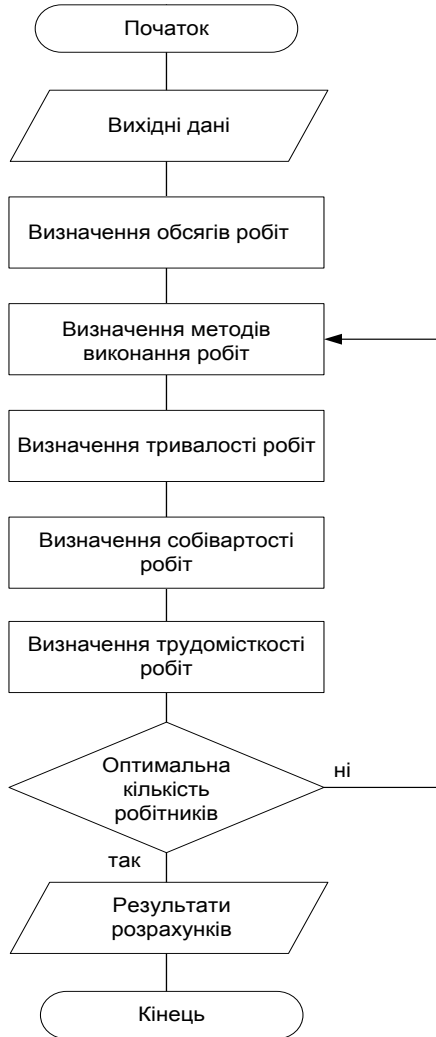 Початок
Вихідні дані
Визначення обсягів робіт
Визначення методів
виконання робіт
Визначення тривалості робіт
Визначення собівартості
робіт
Визначення трудомісткості
робіт
Оптимальна
кількість
робітників
ні
так
Результати
розрахунків
Кінець